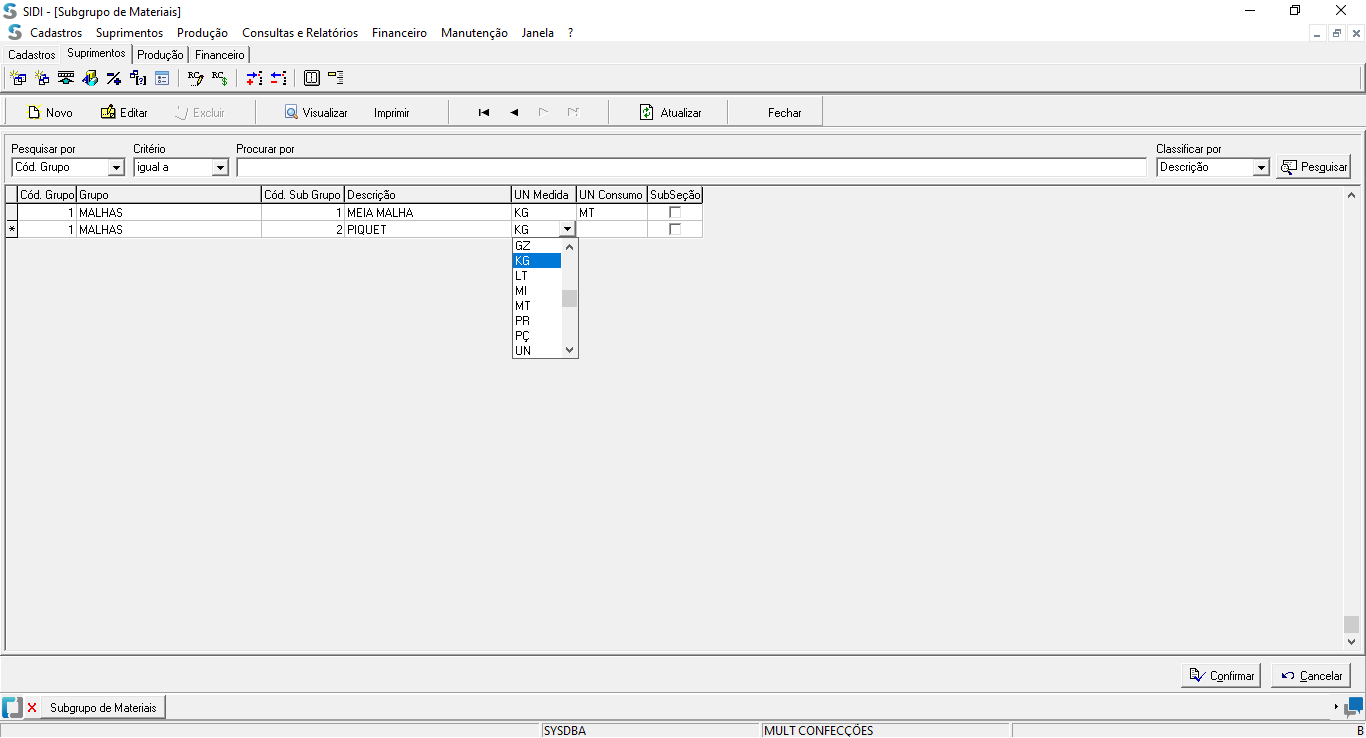 SIDI - [Subgrupo de Materiais]
Cadastros Suprimentos Produção Consultas e Relatórios Financeiro Manutenção Janela ?
Cadastros Suprimentos Produção Financeiro
Novo Editar Excluir Visualizar Imprimir Atualizar Fechar
Pesquisar por Critério Procurar por Classificar por
Cód. Grupo igual a Descrição Pesquisar
Cód. Grupo Grupo Cód. Sub Grupo Descrição UN Medida UN Consumo SubSeção
1 MALHAS 1 MEIA MALHA KG MT
* 1 MALHAS 2 PIQUET KG
GZ
KG
LT
MI
MT
PR
PÇ
UN
Confirmar Cancelar
Subgrupo de Materiais
SYSDBA MULT CONFECÇÕES B